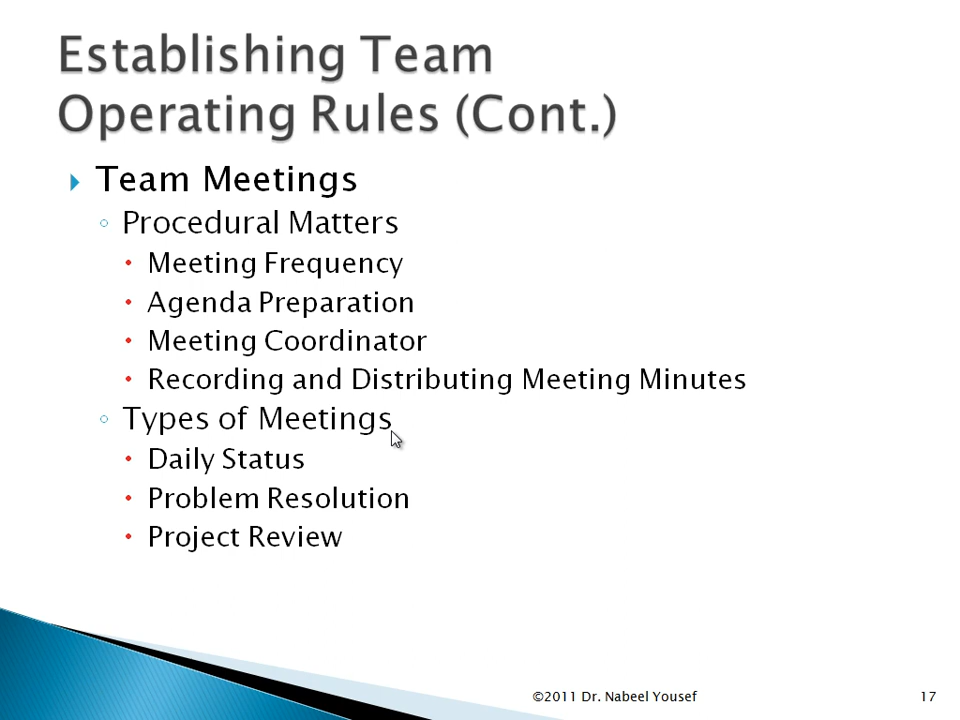 Establishing Team
Operating Rules (Cont.)
Team Meetings
Procedural Matters
Meeting Frequency
Agenda Preparation
Meeting Coordinator
Recording and Distributing Meeting Minutes
Types of Meetings
Daily Status
Problem Resolution
Project Review
©2011 Dr. Nabeel Yousef
17